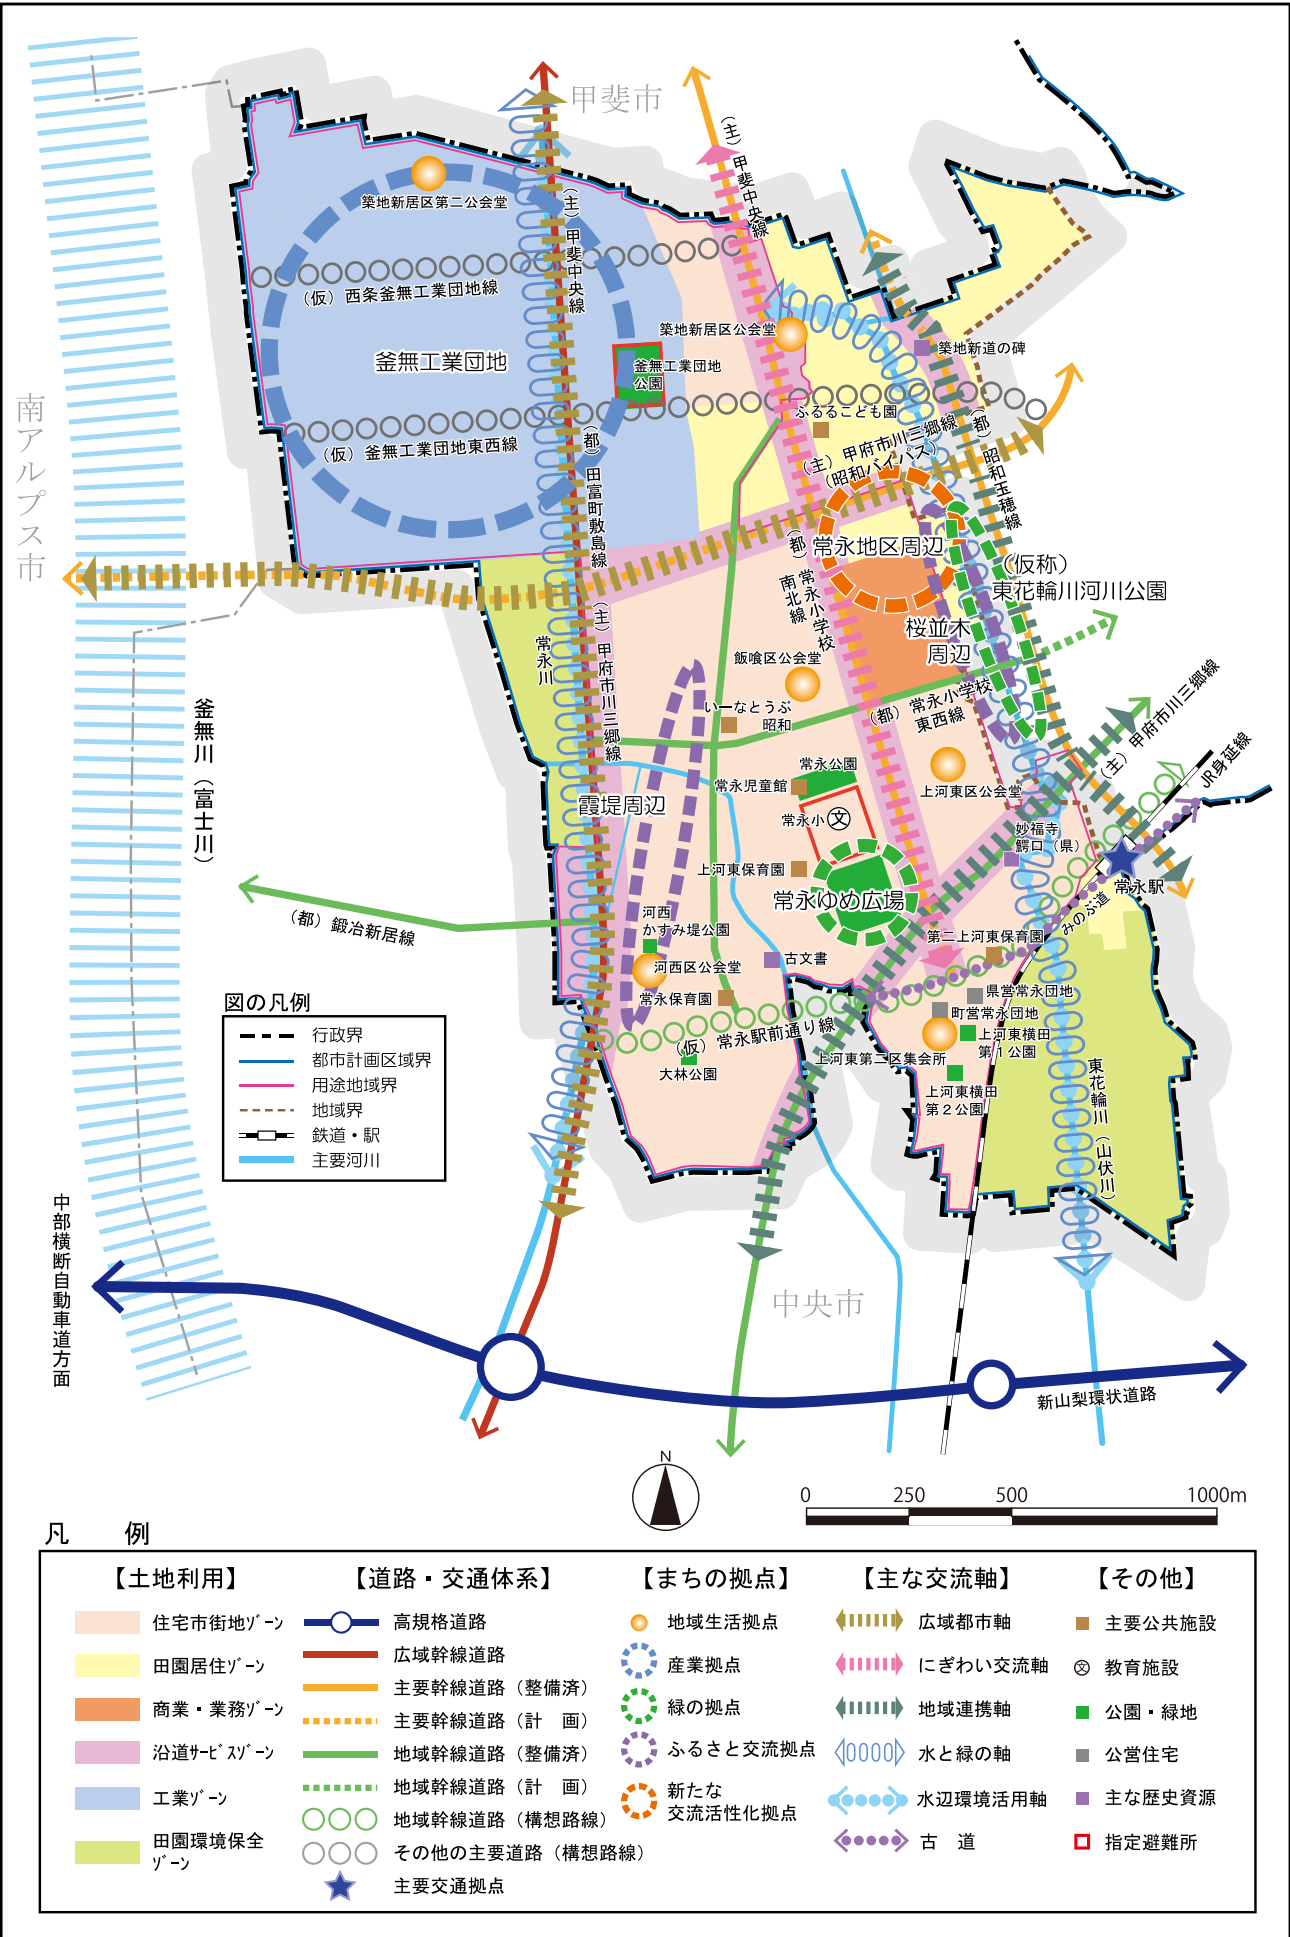 甲斐市
(主)甲斐中央線
築地新居区第二公会堂
(主)甲斐中央線
(仮)西条釜無工業団地線
釜無工業団地
築地新居区公会堂
釜無工業団地
公園
築地新道の碑
ふるるこども園
(仮)釜無工業団地東西線
(都)田富町敷島線
(主)甲府市川三郷線
(昭和バイパス)
(都)昭和玉穂線
南アルプス市
常永地区周辺
(都)常永小学校
南北線
(仮称)
東花輪川河川公園
桜並木
周辺
常永川
(主)甲府市川三郷線
飯喰区公会堂
いーなとうぶ
昭和
(都)常永小学校
東西線
(主)甲府市川三郷線
JR身延線
釜無川(富士川)
常永公園
常永児童館
上河東区公会堂
霞堤周辺
常永小
文
妙福寺
鰐口(県)
上河東保育園
常永駅
常永ゆめ広場
みのぶ道
(都)鍛冶新居線
河西
かすみ堤公園
第二上河東保育園
古文書
河西区公会堂
県営常永団地
常永保育園
町営常永団地
(仮)常永駅前通り線
上河東横田
第1公園
上河東第二区集会所
大林公園
上河東横田
第2公園
東花輪川(山伏川)
図の凡例
行政界
都市計画区域界
用途地域界
地域界
鉄道・駅
主要河川
中部横断自動車道方面
中央市
新山梨環状道路
N
0 250 500 1000m
凡 例
【土地利用】
住宅市街地ゾーン
田園居住ゾーン
商業・業務ゾーン
沿道サービスゾーン
工業ゾーン
田園環境保全
ゾーン
【道路・交通体系】
高規格道路
広域幹線道路
主要幹線道路(整備済)
主要幹線道路(計 画)
地域幹線道路(整備済)
地域幹線道路(計 画)
地域幹線道路(構想路線)
その他の主要道路(構想路線)
主要交通拠点
【まちの拠点】
地域生活拠点
産業拠点
緑の拠点
ふるさと交流拠点
新たな
交流活性化拠点
【主な交流軸】
広域都市軸
にぎわい交流軸
地域連携軸
水と緑の軸
水辺環境活用軸
古 道
【その他】
主要公共施設
文
教育施設
公園・緑地
公営住宅
主な歴史資源
指定避難所